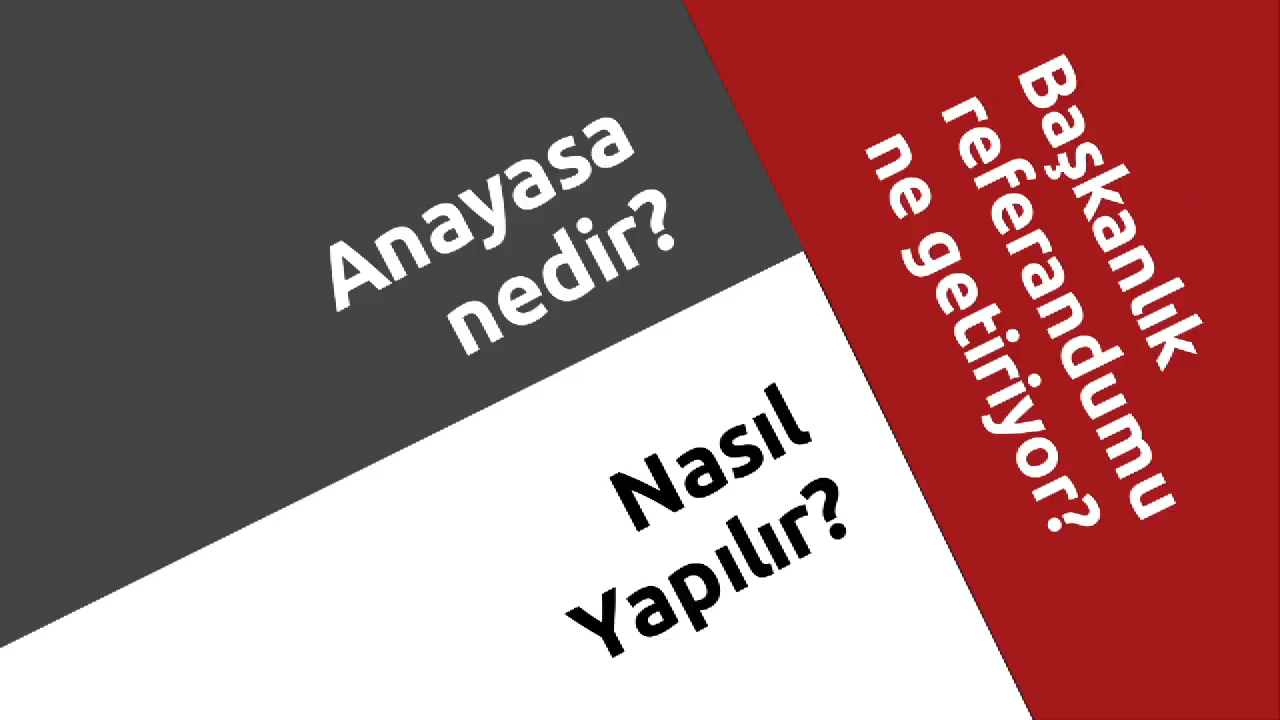 Anayasa
nedir?
Nasıl
Yapılır?
Başkanlık
referandumu
ne getiriyor?